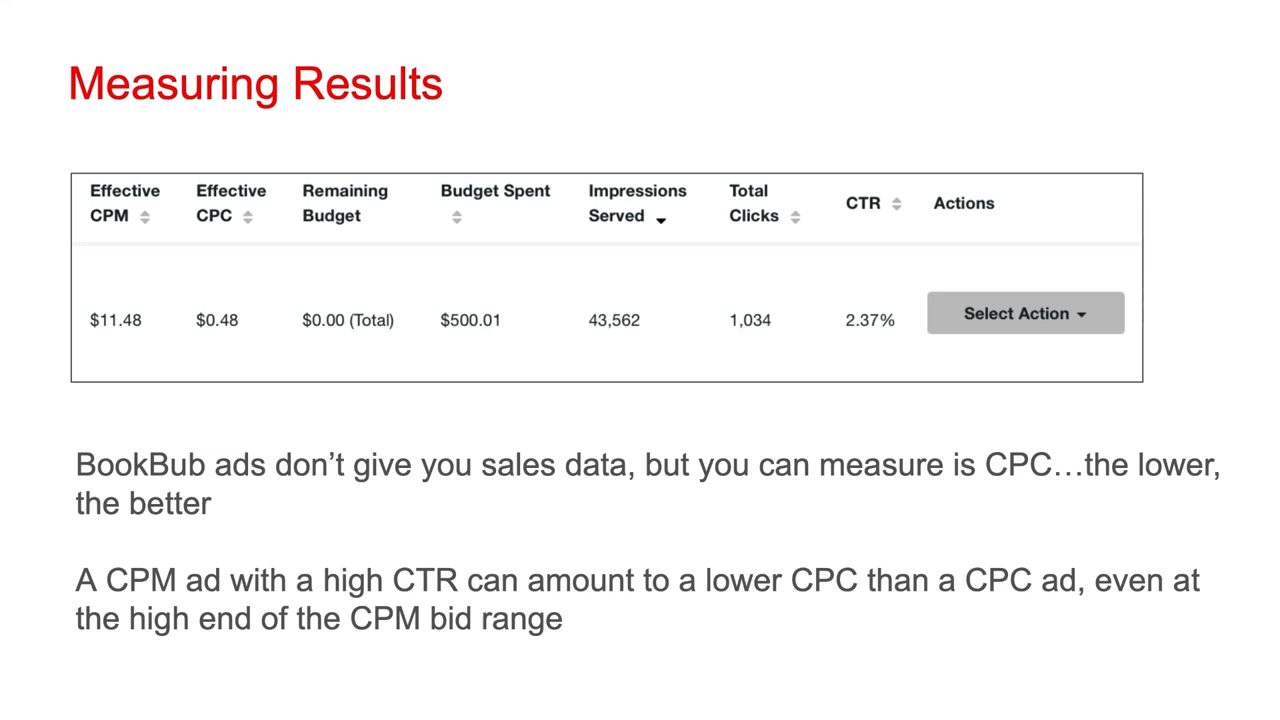 Measuring Results
Effective CPM
Effective CPC
Remaining Budget
Budget Spent
Impressions Served
Total Clicks
CTR
Actions
$11.48
$0.48
$0.00 (Total)
$500.01
43,562
1,034
2.37%
Select Action
BookBub ads don’t give you sales data, but you can measure is CPC…the lower,
the better
A CPM ad with a high CTR can amount to a lower CPC than a CPC ad, even at
the high end of the CPM bid range